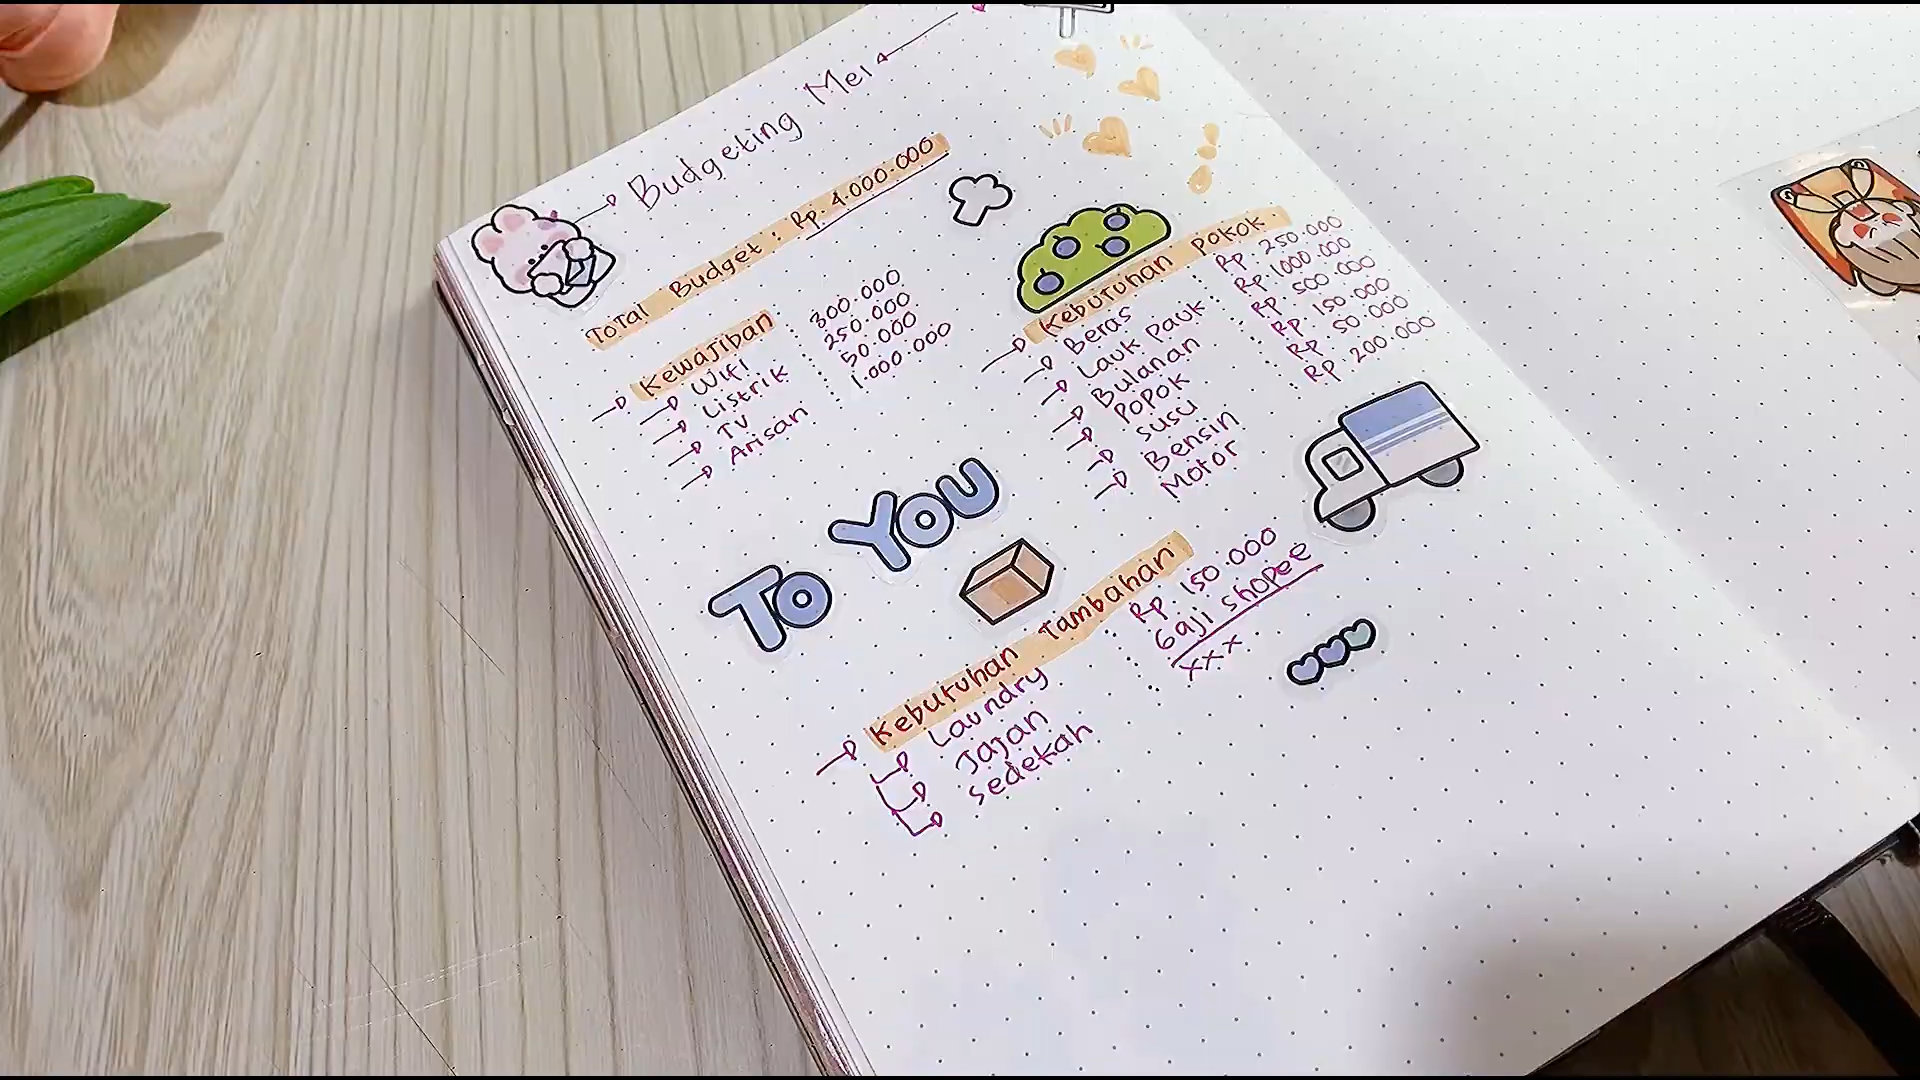 Budgeting Mei
Total Budget : Rp. 4.000.000
Kewajiban
Wifi : 300.000
Listrik : 250.000
Tv : 50.000
Arisan : 1.000.000
Kebutuhan Pokok
Beras : Rp. 250.000
Lauk Pauk : Rp 1000.000
Bulanan : Rp 500.000
Popok : Rp. 150.000
susu : Rp. 50.000
Bensin : Rp 200.000
Motor
To You
Kebutuhan Tambahan
Laundry : Rp 150.000
Jajan : Gaji shopee
sedekah : xxx